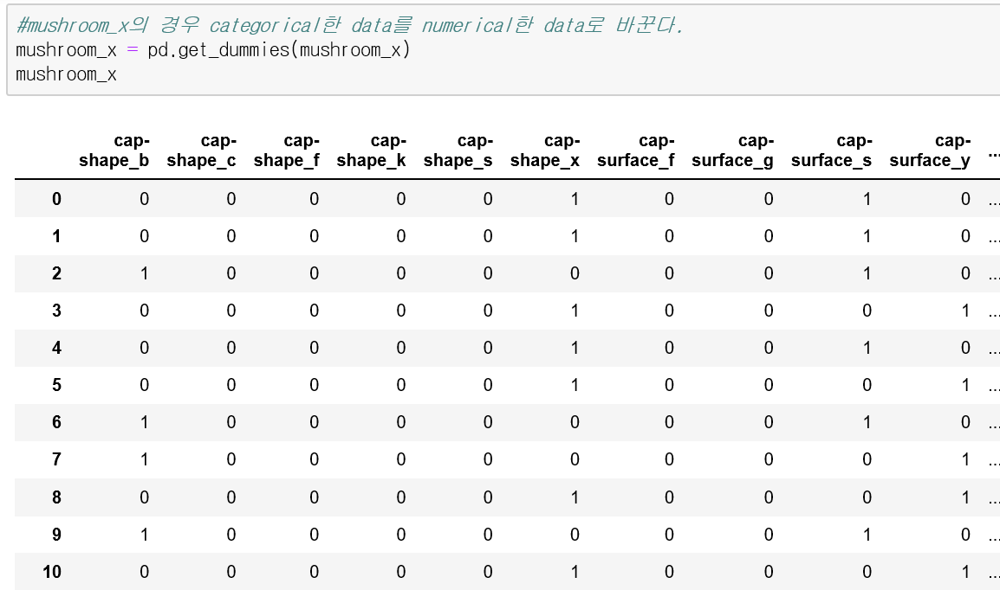 #mushroom_x의 경우 categorical한 data를 numerical한 data로 바꾼다.
mushroom_x = pd.get_dummies(mushroom_x)
mushroom_x
cap- cap- cap- cap- cap- cap- cap- cap- cap- cap-
shape_b shape_c shape_f shape_k shape_s shape_x surface_f surface_g surface_s surface_y ...
0 0 0 0 0 0 1 0 0 1 0 ...
1 0 0 0 0 0 1 0 0 1 0 ...
2 1 0 0 0 0 0 0 0 1 0 ...
3 0 0 0 0 0 1 0 0 0 1 ...
4 0 0 0 0 0 1 0 0 1 0 ...
5 0 0 0 0 0 1 0 0 0 1 ...
6 1 0 0 0 0 0 0 0 1 0 ...
7 1 0 0 0 0 0 0 0 0 1 ...
8 0 0 0 0 0 1 0 0 0 1 ...
9 1 0 0 0 0 0 0 0 1 0 ...
10 0 0 0 0 0 1 0 0 0 1 ...